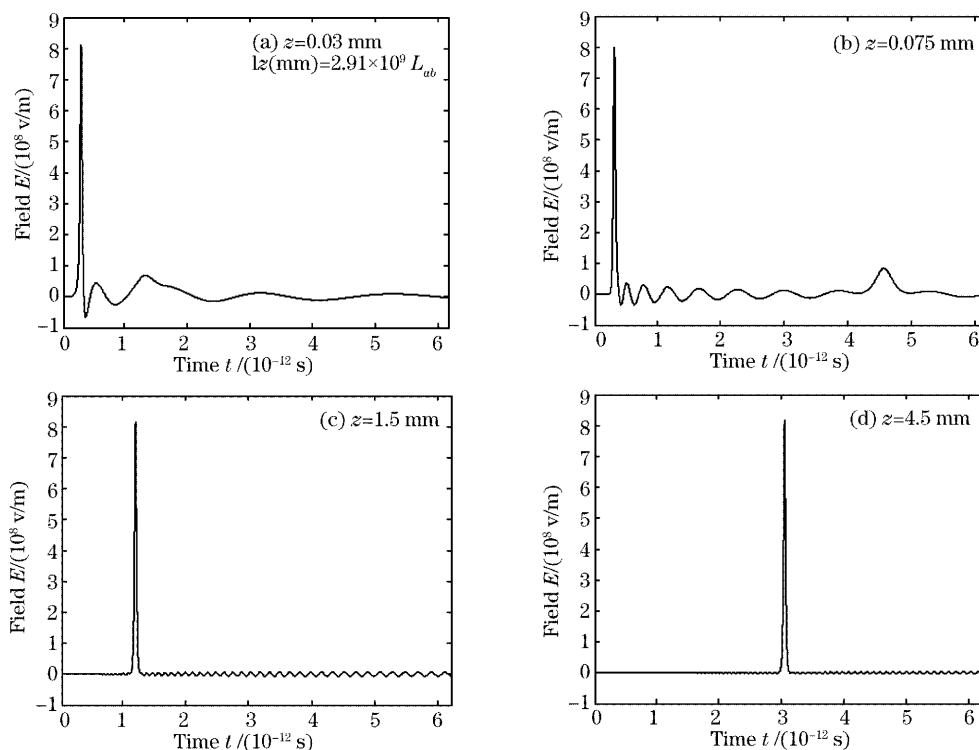 9
8
7
6
5
4
3
2
1
0
−1
Field E/(10⁸ v/m)
(a) z=0.03 mm
1z(mm)=2.91×10⁹ L_ab
0 1 2 3 4 5 6
Time t /(10⁻¹² s)
9
8
7
6
5
4
3
2
1
0
−1
Field E/(10⁸ v/m)
(b) z=0.075 mm
0 1 2 3 4 5 6
Time t /(10⁻¹² s)
9
8
7
6
5
4
3
2
1
0
−1
Field E/(10⁸ v/m)
(c) z=1.5 mm
0 1 2 3 4 5 6
Time t /(10⁻¹² s)
9
8
7
6
5
4
3
2
1
0
−1
Field E/(10⁸ v/m)
(d) z=4.5 mm
0 1 2 3 4 5 6
Time t /(10⁻¹² s)